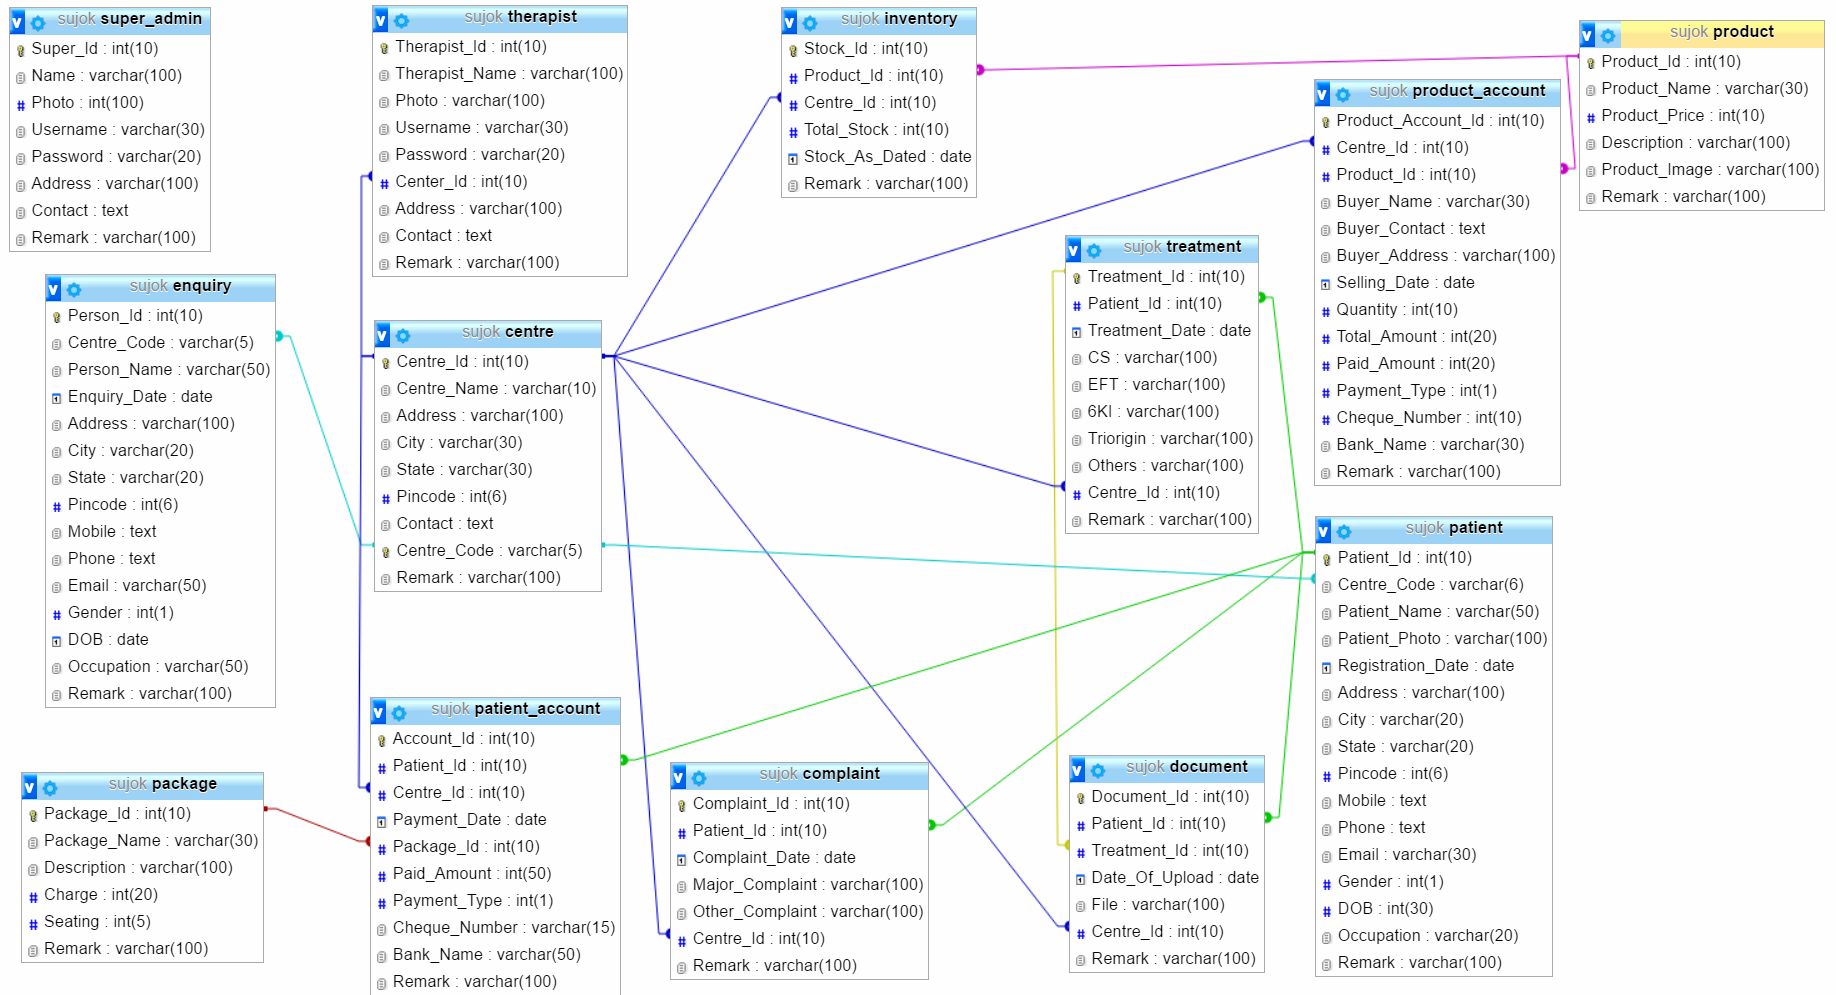 sujok super_admin
Super_Id : int(10)
Name : varchar(100)
Photo : int(100)
Username : varchar(30)
Password : varchar(20)
Address : varchar(100)
Contact : text
Remark : varchar(100)
sujok therapist
Therapist_Id : int(10)
Therapist_Name : varchar(100)
Photo : varchar(100)
Username : varchar(30)
Password : varchar(20)
Center_Id : int(10)
Address : varchar(100)
Contact : text
Remark : varchar(100)
sujok inventory
Stock_Id : int(10)
Product_Id : int(10)
Centre_Id : int(10)
Total_Stock : int(10)
Stock_As_Dated : date
Remark : varchar(100)
sujok product
Product_Id : int(10)
Product_Name : varchar(30)
Product_Price : int(10)
Description : varchar(100)
Product_Image : varchar(100)
Remark : varchar(100)
sujok product_account
Product_Account_Id : int(10)
Centre_Id : int(10)
Product_Id : int(10)
Buyer_Name : varchar(30)
Buyer_Contact : text
Buyer_Address : varchar(100)
Selling_Date : date
Quantity : int(10)
Total_Amount : int(20)
Paid_Amount : int(20)
Payment_Type : int(1)
Cheque_Number : int(10)
Bank_Name : varchar(30)
Remark : varchar(100)
sujok enquiry
Person_Id : int(10)
Centre_Code : varchar(5)
Person_Name : varchar(50)
Enquiry_Date : date
Address : varchar(100)
City : varchar(20)
State : varchar(20)
Pincode : int(6)
Mobile : text
Phone : text
Email : varchar(50)
Gender : int(1)
DOB : date
Occupation : varchar(50)
Remark : varchar(100)
sujok centre
Centre_Id : int(10)
Centre_Name : varchar(10)
Address : varchar(100)
City : varchar(30)
State : varchar(30)
Pincode : int(6)
Contact : text
Centre_Code : varchar(5)
Remark : varchar(100)
sujok treatment
Treatment_Id : int(10)
Patient_Id : int(10)
Treatment_Date : date
CS : varchar(100)
EFT : varchar(100)
6KI : varchar(100)
Triorigin : varchar(100)
Others : varchar(100)
Centre_Id : int(10)
Remark : varchar(100)
sujok patient
Patient_Id : int(10)
Centre_Code : varchar(6)
Patient_Name : varchar(50)
Patient_Photo : varchar(100)
Registration_Date : date
Address : varchar(100)
City : varchar(20)
State : varchar(20)
Pincode : int(6)
Mobile : text
Phone : text
Email : varchar(30)
Gender : int(1)
DOB : int(30)
Occupation : varchar(20)
Remark : varchar(100)
sujok package
Package_Id : int(10)
Package_Name : varchar(30)
Description : varchar(100)
Charge : int(20)
Seating : int(5)
Remark : varchar(100)
sujok patient_account
Account_Id : int(10)
Patient_Id : int(10)
Centre_Id : int(10)
Payment_Date : date
Package_Id : int(10)
Paid_Amount : int(50)
Payment_Type : int(1)
Cheque_Number : varchar(15)
Bank_Name : varchar(50)
Remark : varchar(100)
sujok complaint
Complaint_Id : int(10)
Patient_Id : int(10)
Complaint_Date : date
Major_Complaint : varchar(100)
Other_Complaint : varchar(100)
Centre_Id : int(10)
Remark : varchar(100)
sujok document
Document_Id : int(10)
Patient_Id : int(10)
Treatment_Id : int(10)
Date_Of_Upload : date
File : varchar(100)
Centre_Id : int(10)
Remark : varchar(100)